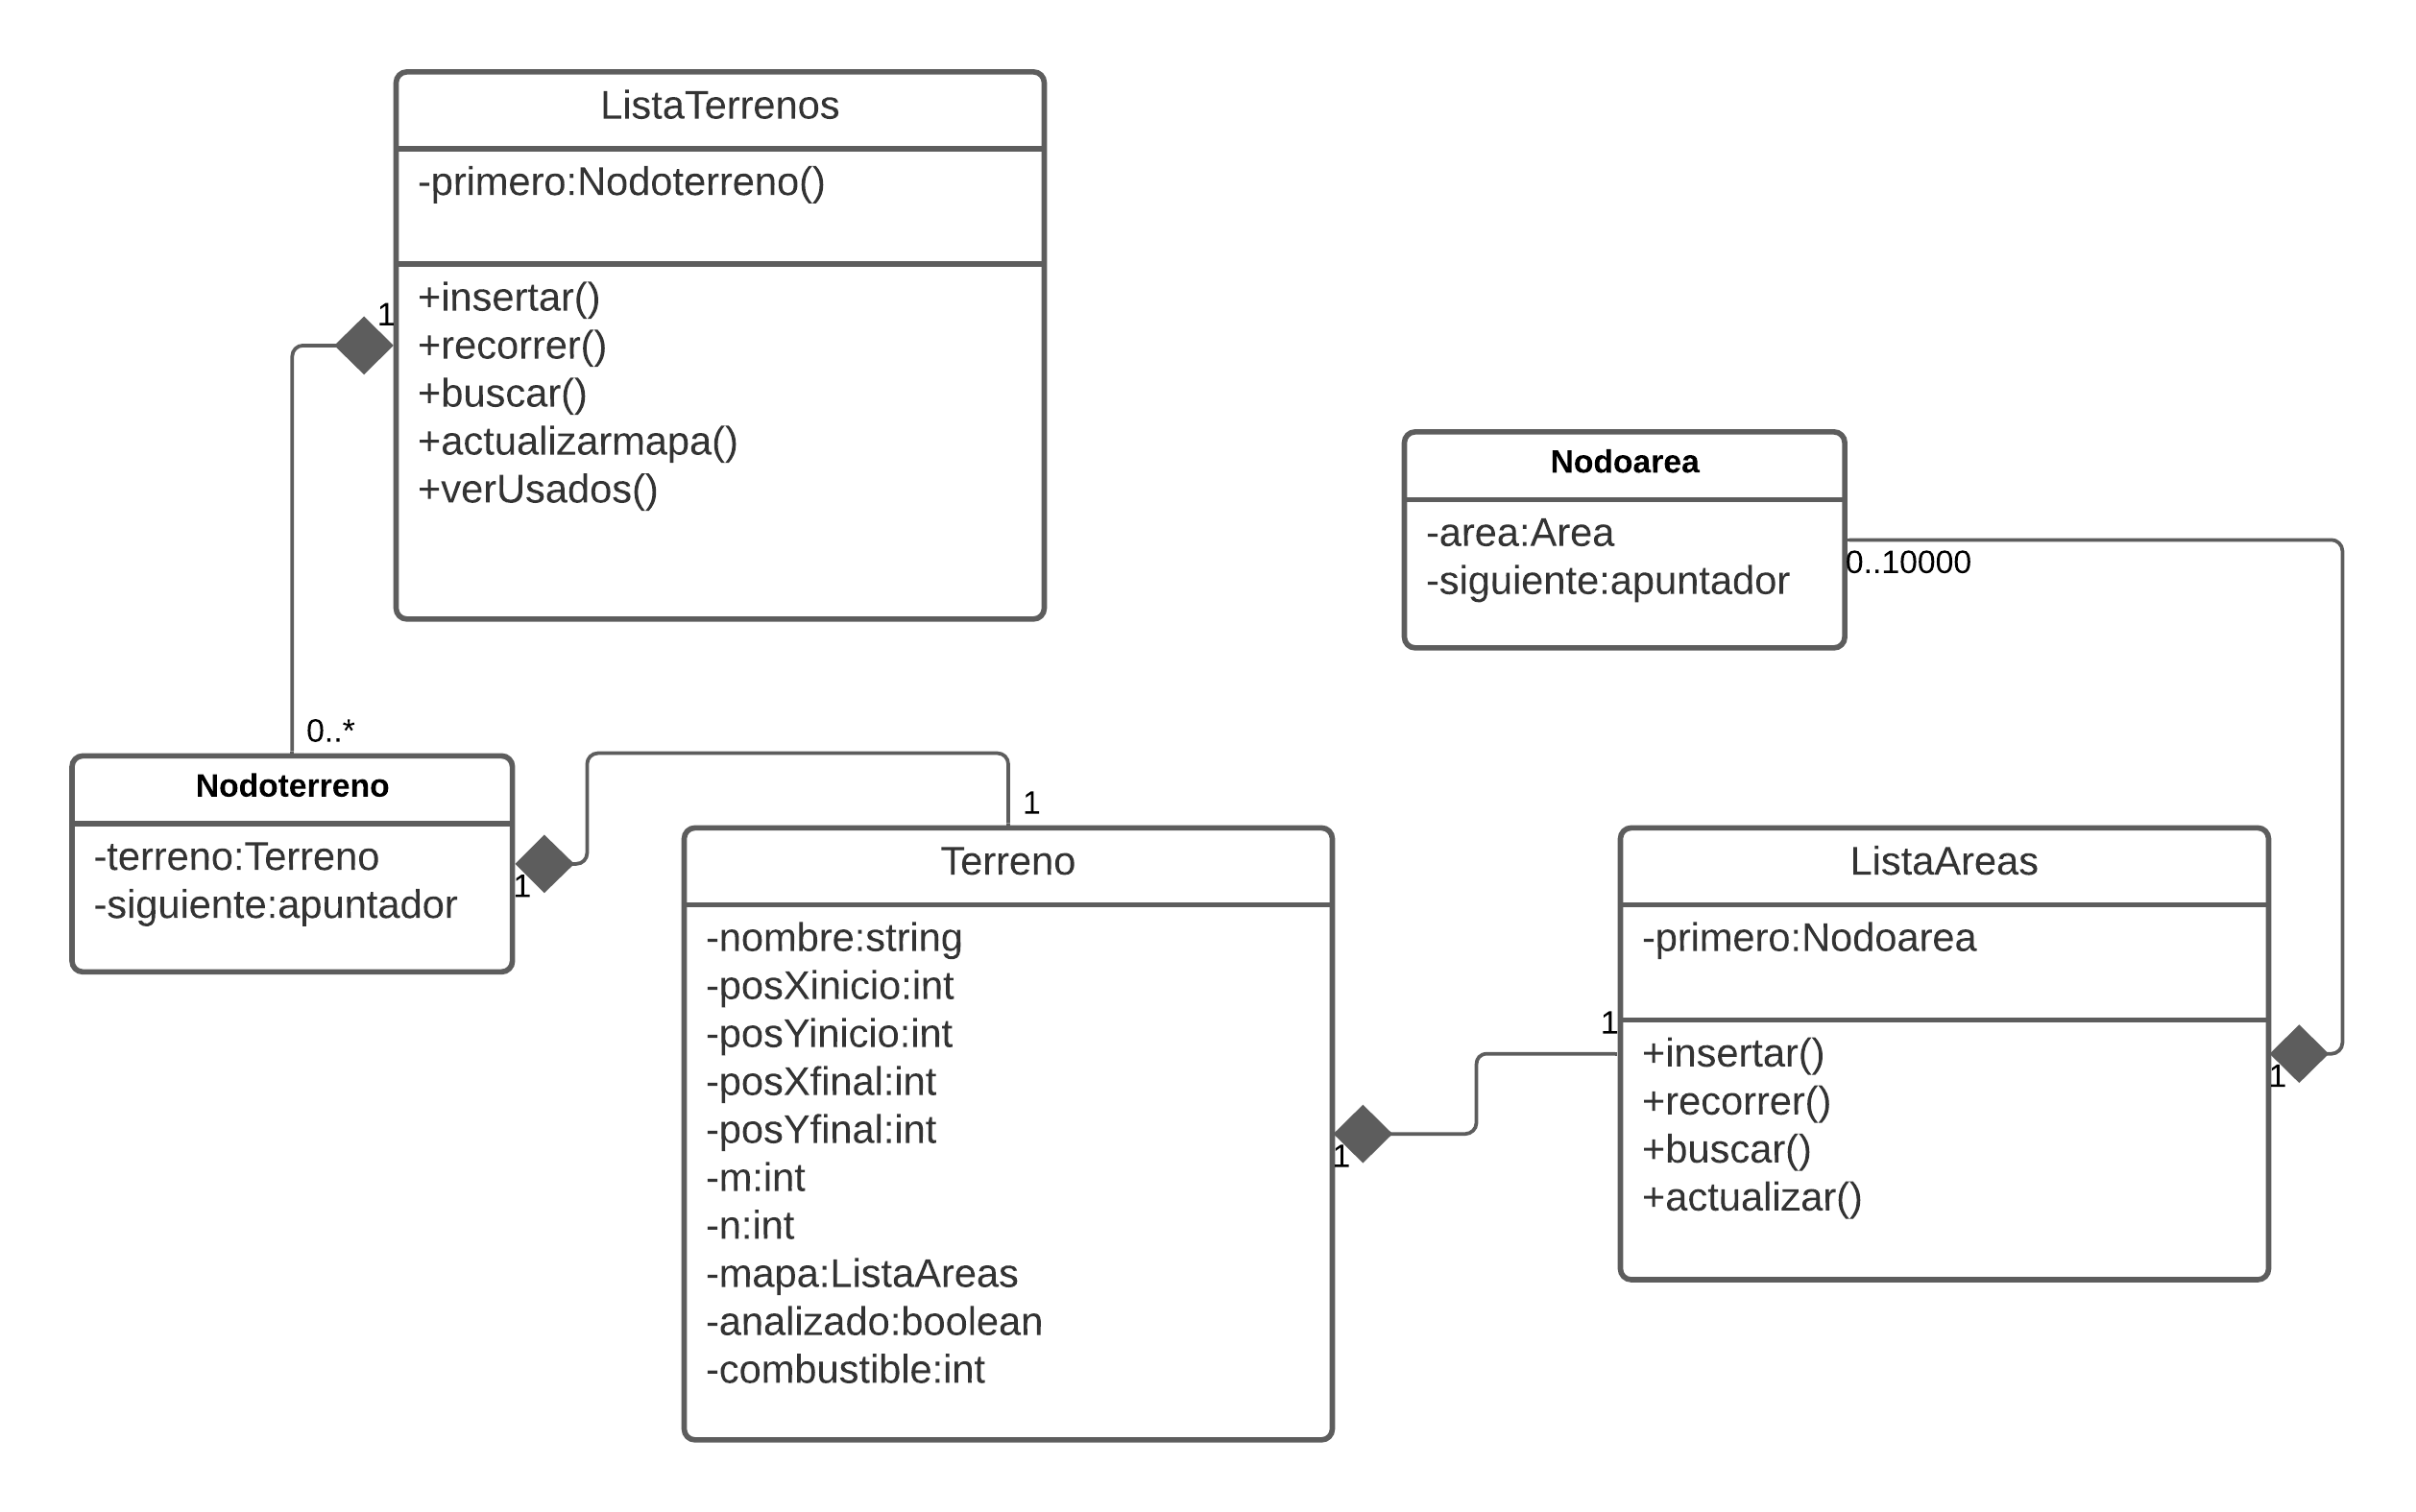 ListaTerrenos
-primero:Nodoterreno()
+insertar()
+recorrer()
+buscar()
+actualizarmapa()
+verUsados()
1
0..*
Nodoterreno
-terreno:Terreno
-siguiente:apuntador
1
1
Terreno
-nombre:string
-posXinicio:int
-posYinicio:int
-posXfinal:int
-posYfinal:int
-m:int
-n:int
-mapa:ListaAreas
-analizado:boolean
-combustible:int
1
1
Nodoarea
-area:Area
-siguiente:apuntador
0..10000
ListaAreas
-primero:Nodoarea
+insertar()
+recorrer()
+buscar()
+actualizar()
1